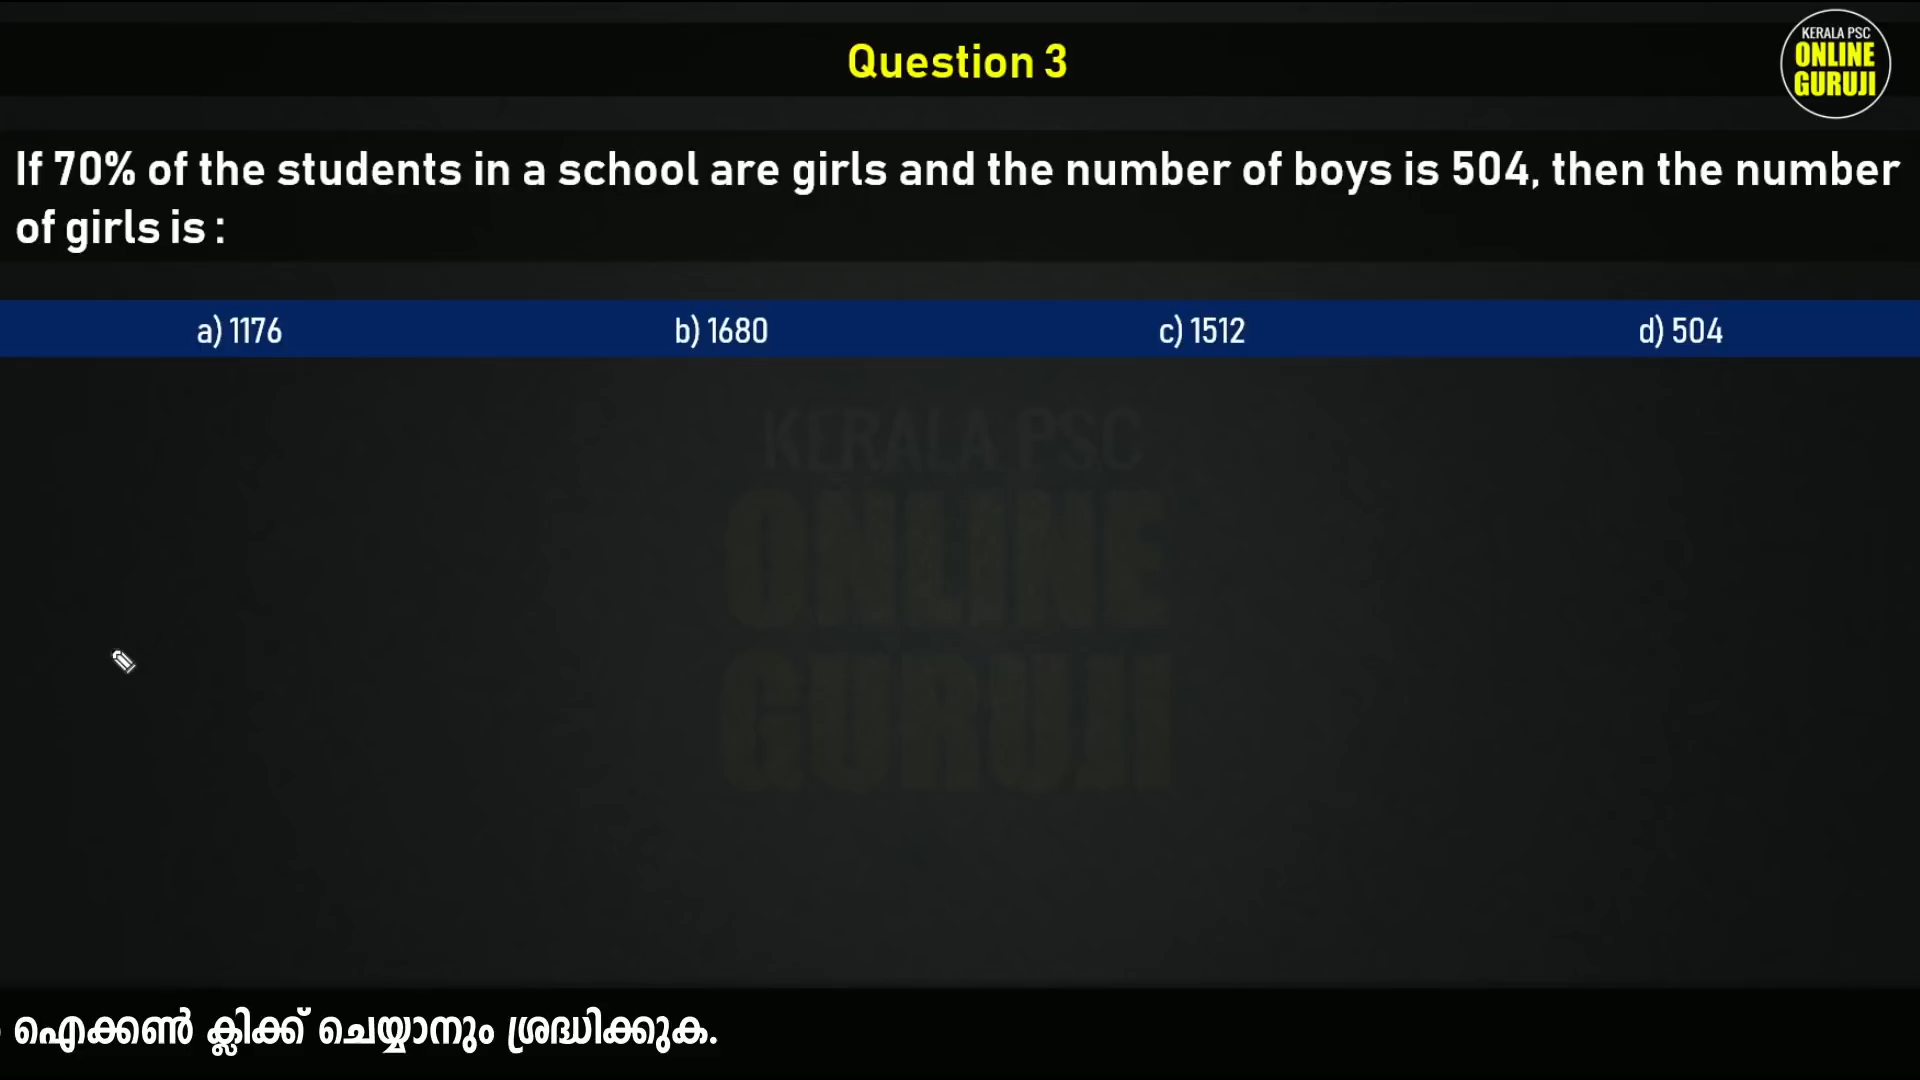 Question 3
KERALA PSC
ONLINE
GURUJI
If 70% of the students in a school are girls and the number of boys is 504, then the number
of girls is :
a) 1176 b) 1680 c) 1512 d) 504
KERALA PSC
ONLINE
GURUJI
ഐക്കൺ ക്ലിക്ക് ചെയ്യാനും ശ്രദ്ധിക്കുക.